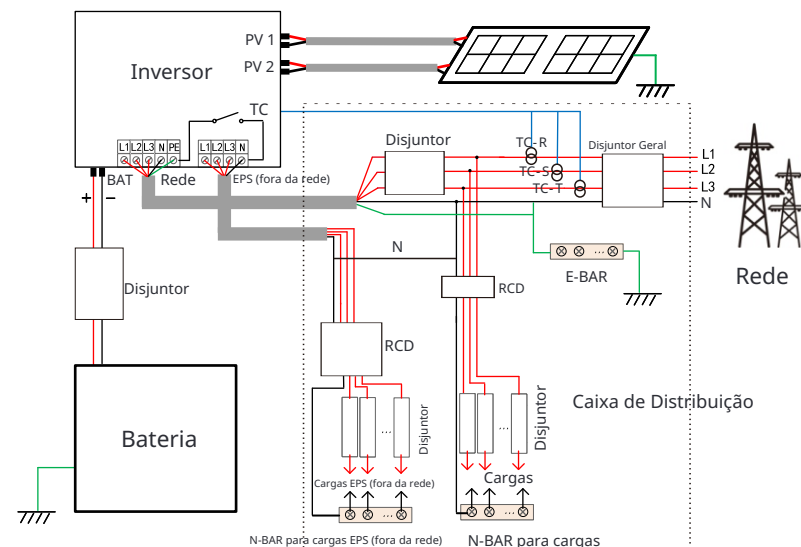 PV 1
Inversor
PV 2
TC
L1 L2 L3 N PE
L1 L2 L3 N
BAT
Rede
EPS (fora da rede)
+ −
Disjuntor
TC-R
TC-S
TC-T
Disjuntor Geral
L1
L2
L3
N
N
E-BAR
Rede
Disjuntor
RCD
RCD
Bateria
...
Disjuntor
...
Disjuntor
Caixa de Distribuição
Cargas EPS (fora da rede)
Cargas
...
...
N-BAR para cargas EPS (fora da rede)
N-BAR para cargas